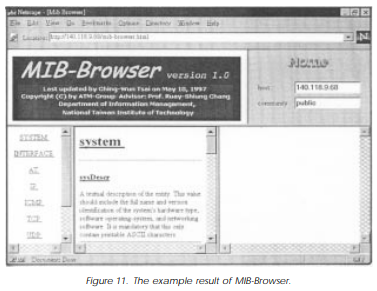 Netscape - [Mib Browser]
File Edit View Go Bookmarks Options Directory Window Help
Location: http://140.118.9.68/mib-browser.html
MIB-Browser version 1.0
Last updated by Ching-Wun Tsai on May 10, 1997
Copyright (C) by ATM-Group Advisor: Prof. Ruey-Shiung Chang
Department of Information Management,
National Taiwan Institute of Technology
Nome
host 140.118.9.68
community public
SYSTEM
INTERFACE
AT
IP
ICMP
TCP
UDP
system
sysDescr
A textual description of the entity. This value
should include the full name and version
identification of the system's hardware type,
software operating-system, and networking
software. It is mandatory that this only
contain printable ASCII characters.
Document: Done
Figure 11. The example result of MIB-Browser.